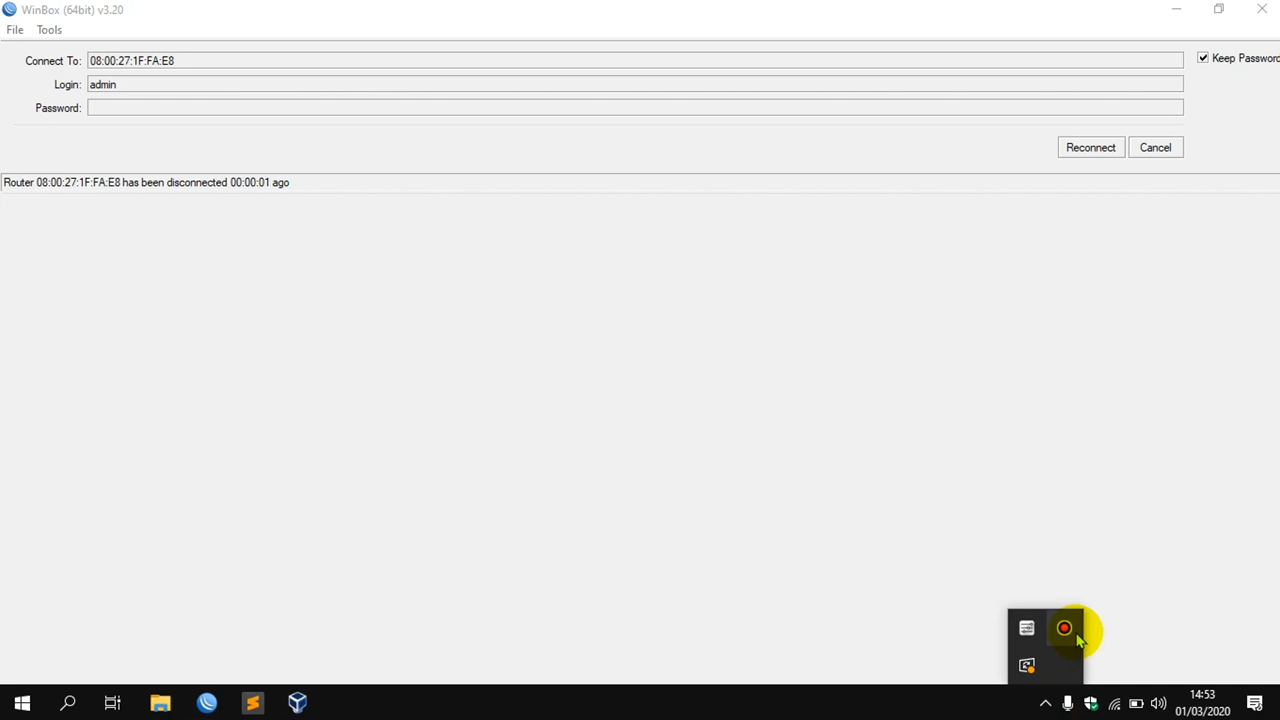 WinBox (64bit) v3.20
File Tools
Connect To: 08:00:27:1F:FA:E8
Keep Password
Login: admin
Password:
Reconnect Cancel
Router 08:00:27:1F:FA:E8 has been disconnected 00:00:01 ago
14:53
01/03/2020